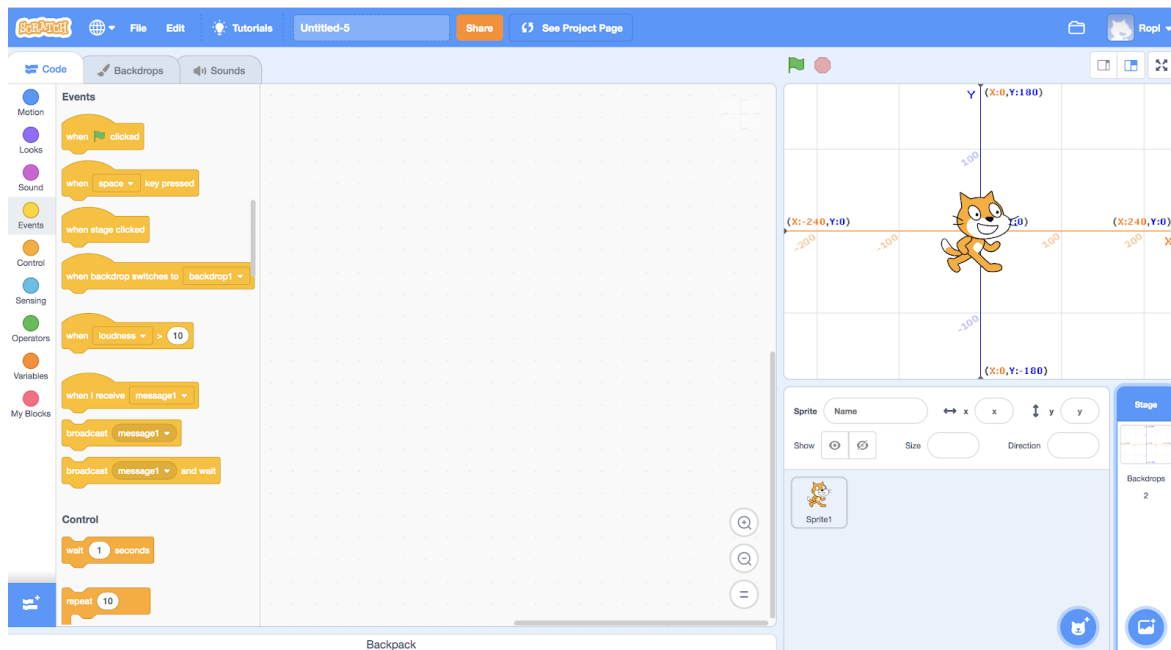 SCRATCH File Edit Tutorials Untitled-5 Share See Project Page Ropl
Code Backdrops Sounds
Motion
Looks
Sound
Events
Control
Sensing
Operators
Variables
My Blocks
Events
when clicked
when space key pressed
when stage clicked
when backdrop switches to backdrop1
when loudness > 10
when I receive message1
broadcast message1
broadcast message1 and wait
Control
wait 1 seconds
repeat 10
Backpack
Y (X:0,Y:180)
100
(X:-240,Y:0) (X:240,Y:0)
-200 -100 100 200 X
-100
(X:0,Y:-180)
Sprite Name x x y y
Show Size Direction
Sprite1
Stage
Backdrops
2